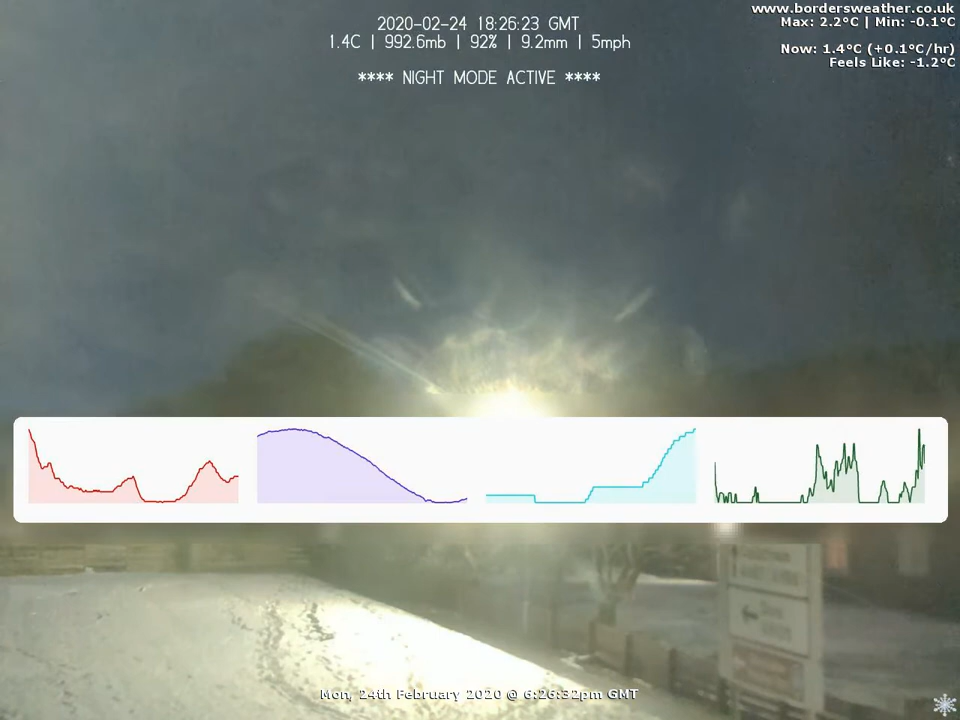 2020-02-24 18:26:23 GMT
1.4C | 992.6mb | 92% | 9.2mm | 5mph
**** NIGHT MODE ACTIVE ****
www.bordersweather.co.uk
Max: 2.2°C | Min: -0.1°C
Now: 1.4°C (+0.1°C/hr)
Feels Like: -1.2°C
Mon, 24th February 2020 @ 6:26:32pm GMT